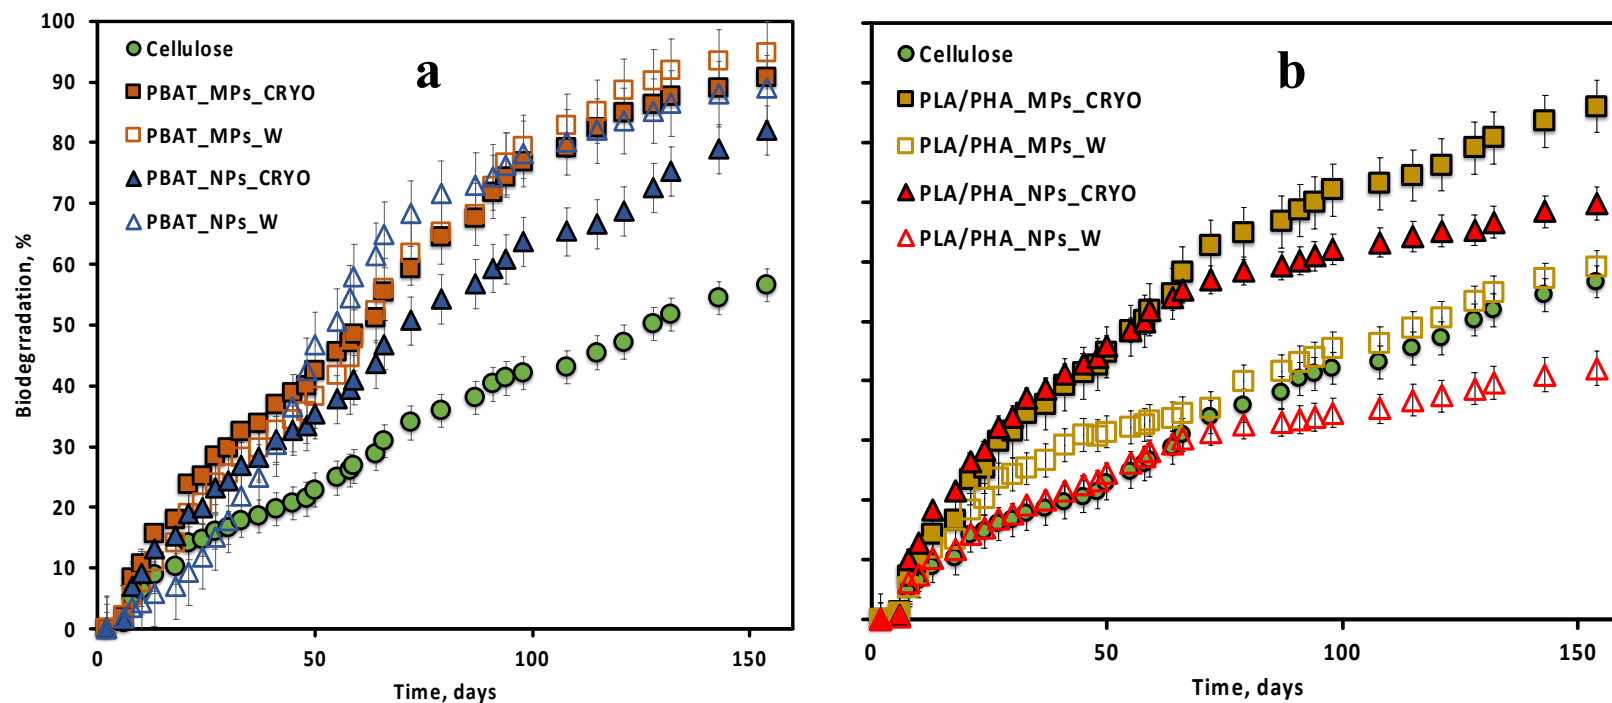 100
90
80
70
60
50
40
30
20
10
0
Biodegrradation, %
Cellulose
PBAT_MPs_CRYO
PBAT_MPs_W
PBAT_NPs_CRYO
PBAT_NPs_W
a
0 50 100 150
Time, days
Cellulose
PLA/PHA_MPs_CRYO
PLA/PHA_MPs_W
PLA/PHA_NPs_CRYO
PLA/PHA_NPs_W
b
0 50 100 150
Time, days